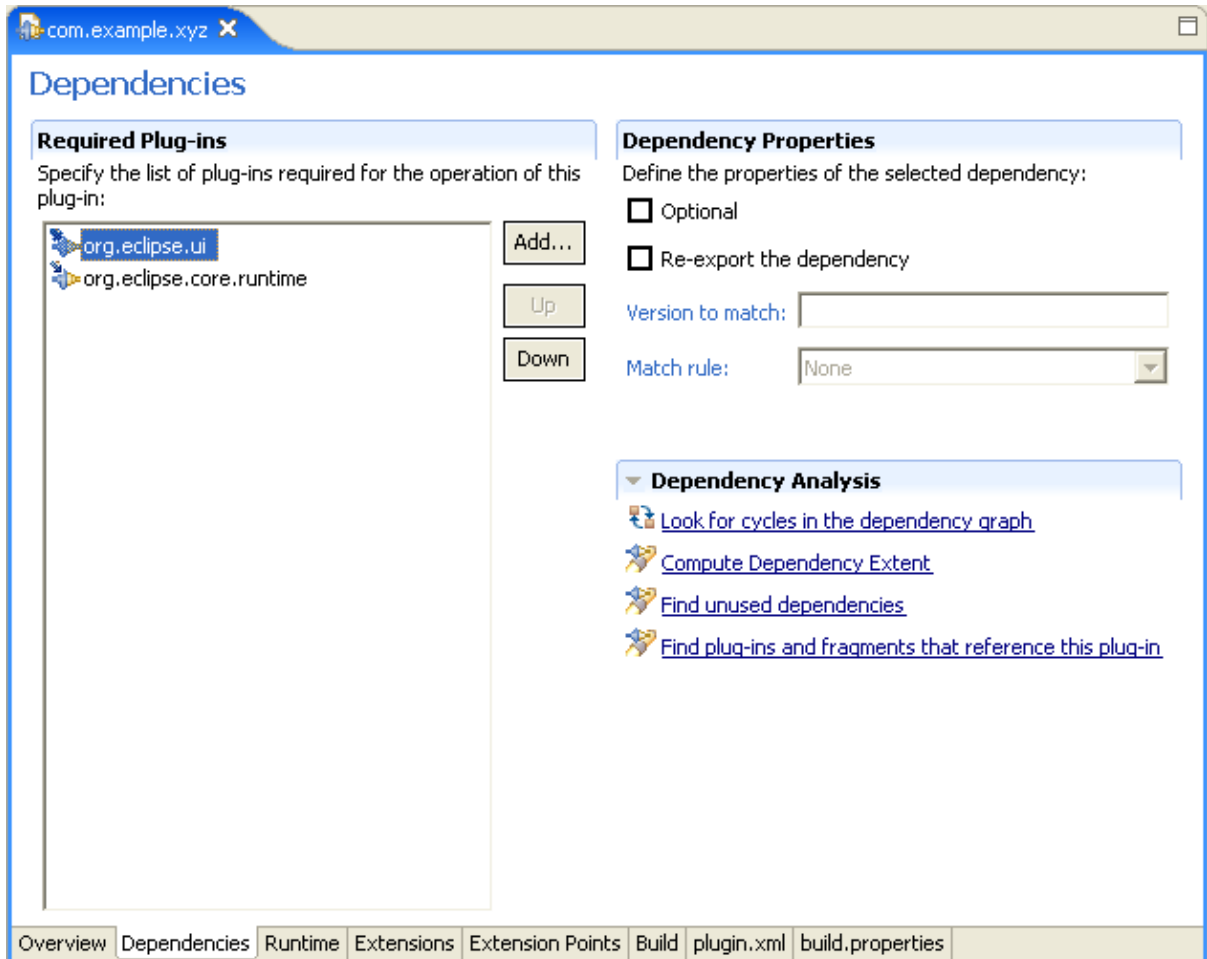 com.example.xyz
Dependencies
Required Plug-ins
Specify the list of plug-ins required for the operation of this
plug-in:
org.eclipse.ui
org.eclipse.core.runtime
Add...
Up
Down
Dependency Properties
Define the properties of the selected dependency:
Optional
Re-export the dependency
Version to match:
Match rule:
None
Dependency Analysis
Look for cycles in the dependency graph
Compute Dependency Extent
Find unused dependencies
Find plug-ins and fragments that reference this plug-in
Overview Dependencies Runtime Extensions Extension Points Build plugin.xml build.properties